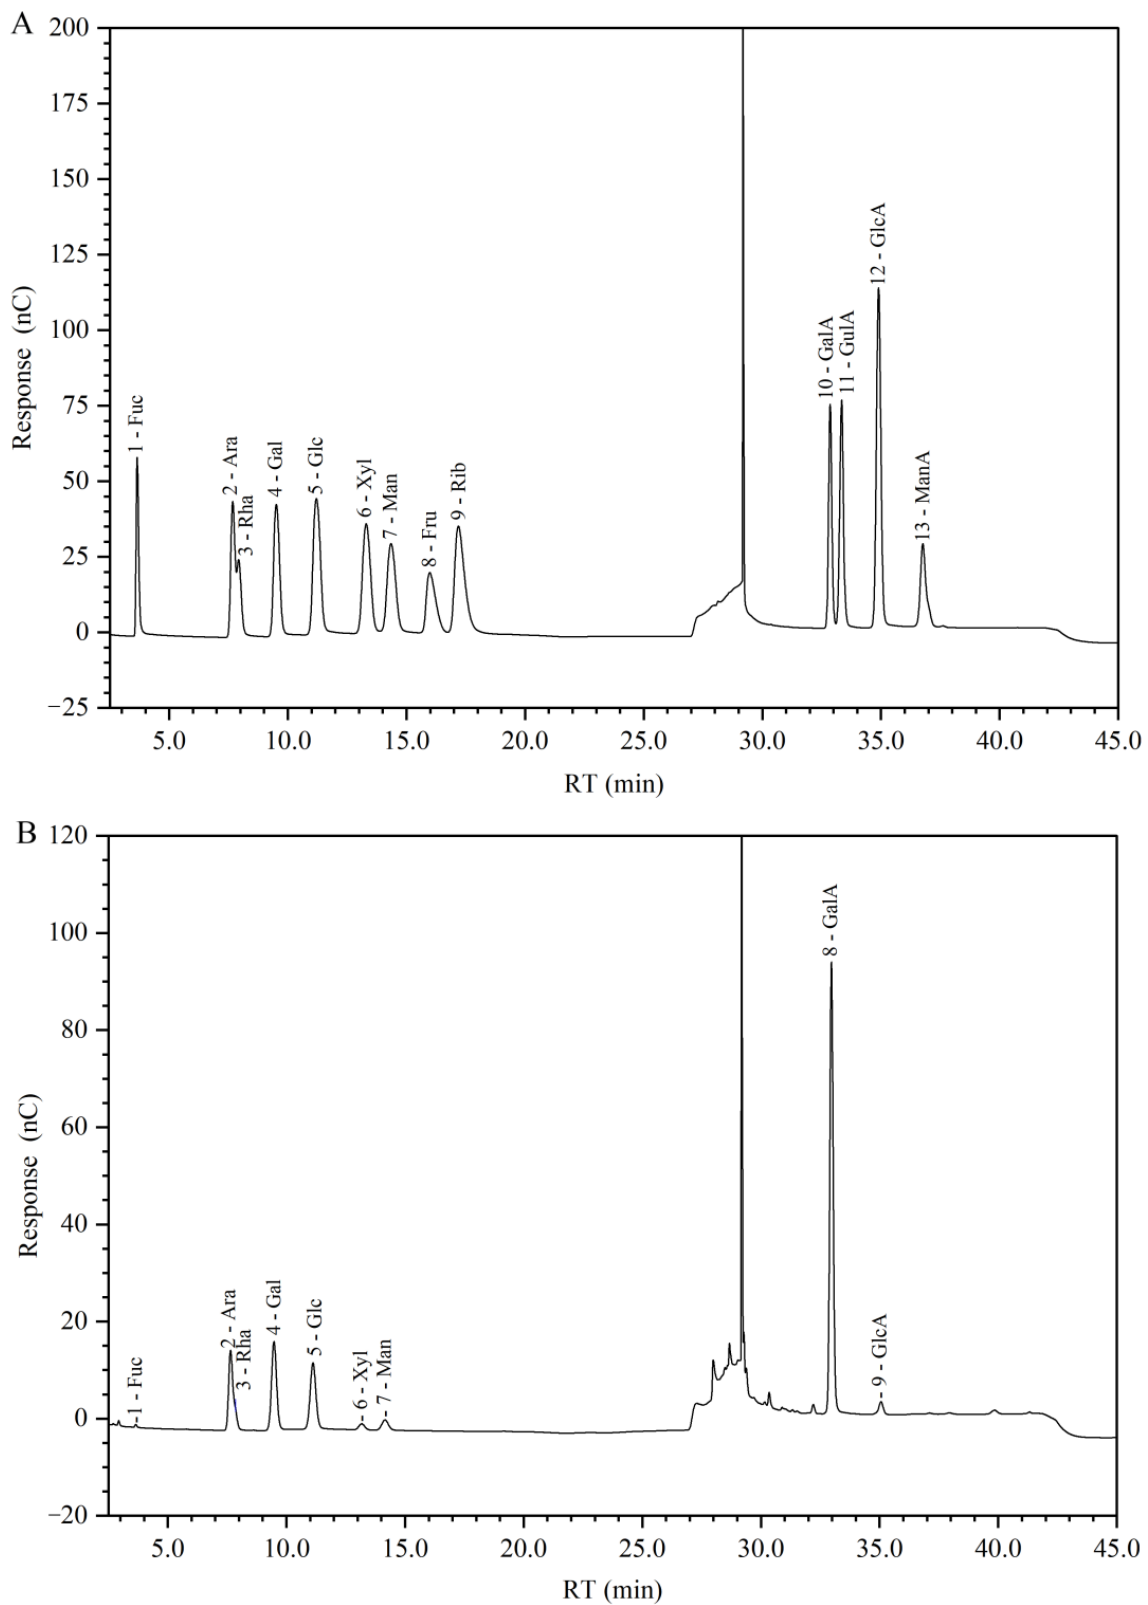 A
200
175
150
125
100
75
50
25
0
−25
Response (nC)
1 - Fuc
2 - Ara
3 - Rha
4 - Gal
5 - Glc
6 - Xyl
7 - Man
8 - Fru
9 - Rib
10 - GalA
11 - GulA
12 - GlcA
13 - ManA
5.0 10.0 15.0 20.0 25.0 30.0 35.0 40.0 45.0
RT (min)
B
120
100
80
60
40
20
0
−20
Response (nC)
1 - Fuc
2 - Ara
3 - Rha
4 - Gal
5 - Glc
6 - Xyl
7 - Man
8 - GalA
9 - GlcA
5.0 10.0 15.0 20.0 25.0 30.0 35.0 40.0 45.0
RT (min)